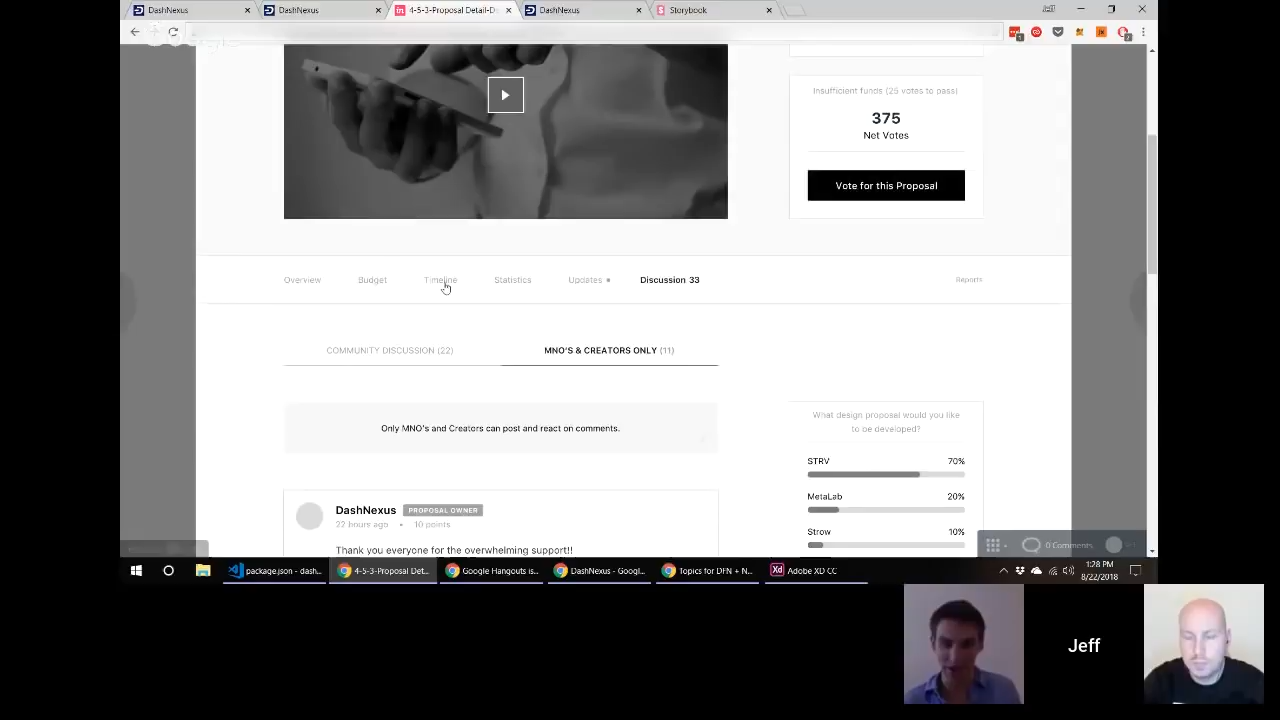 DashNexus
DashNexus
4-5-3-Proposal Detail-D
DashNexus
Storybook
Jeff
Insufficient funds (25 votes to pass)
375
Net Votes
Vote for this Proposal
Overview
Budget
Timeline
Statistics
Updates
Discussion 33
Reports
COMMUNITY DISCUSSION (22)
MNO'S & CREATORS ONLY (11)
Only MNO's and Creators can post and react on comments.
What design proposal would you like
to be developed?
STRV 70%
MetaLab 20%
Strow 10%
DashNexus PROPOSAL OWNER
22 hours ago • 10 points
Thank you everyone for the overwhelming support!!
0 Comments
package.json - dash...
4-5-3-Proposal Det...
Google Hangouts is...
DashNexus - Googl...
Topics for DFN + N...
Xd Adobe XD CC
1:28 PM
8/22/2018
Jeff